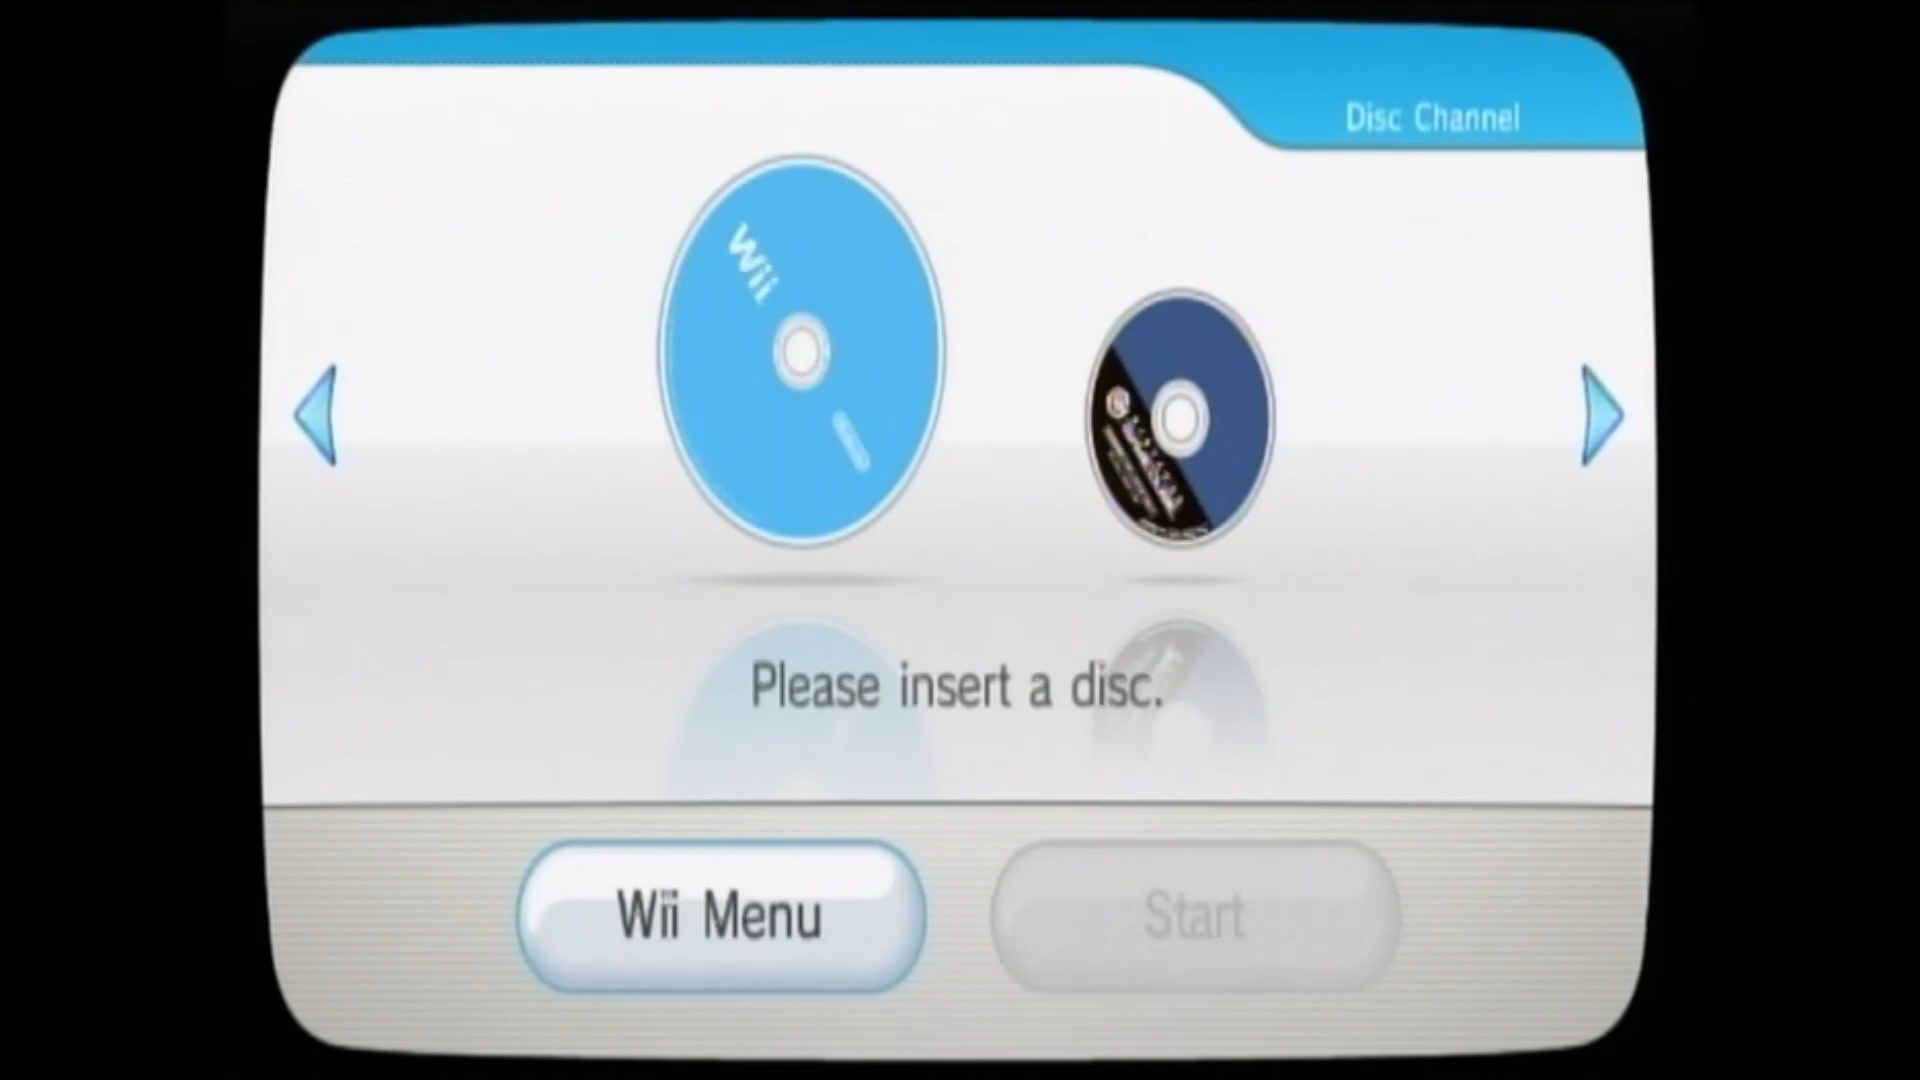 Disc Channel
Wii
Please insert a disc.
Wii Menu
Start